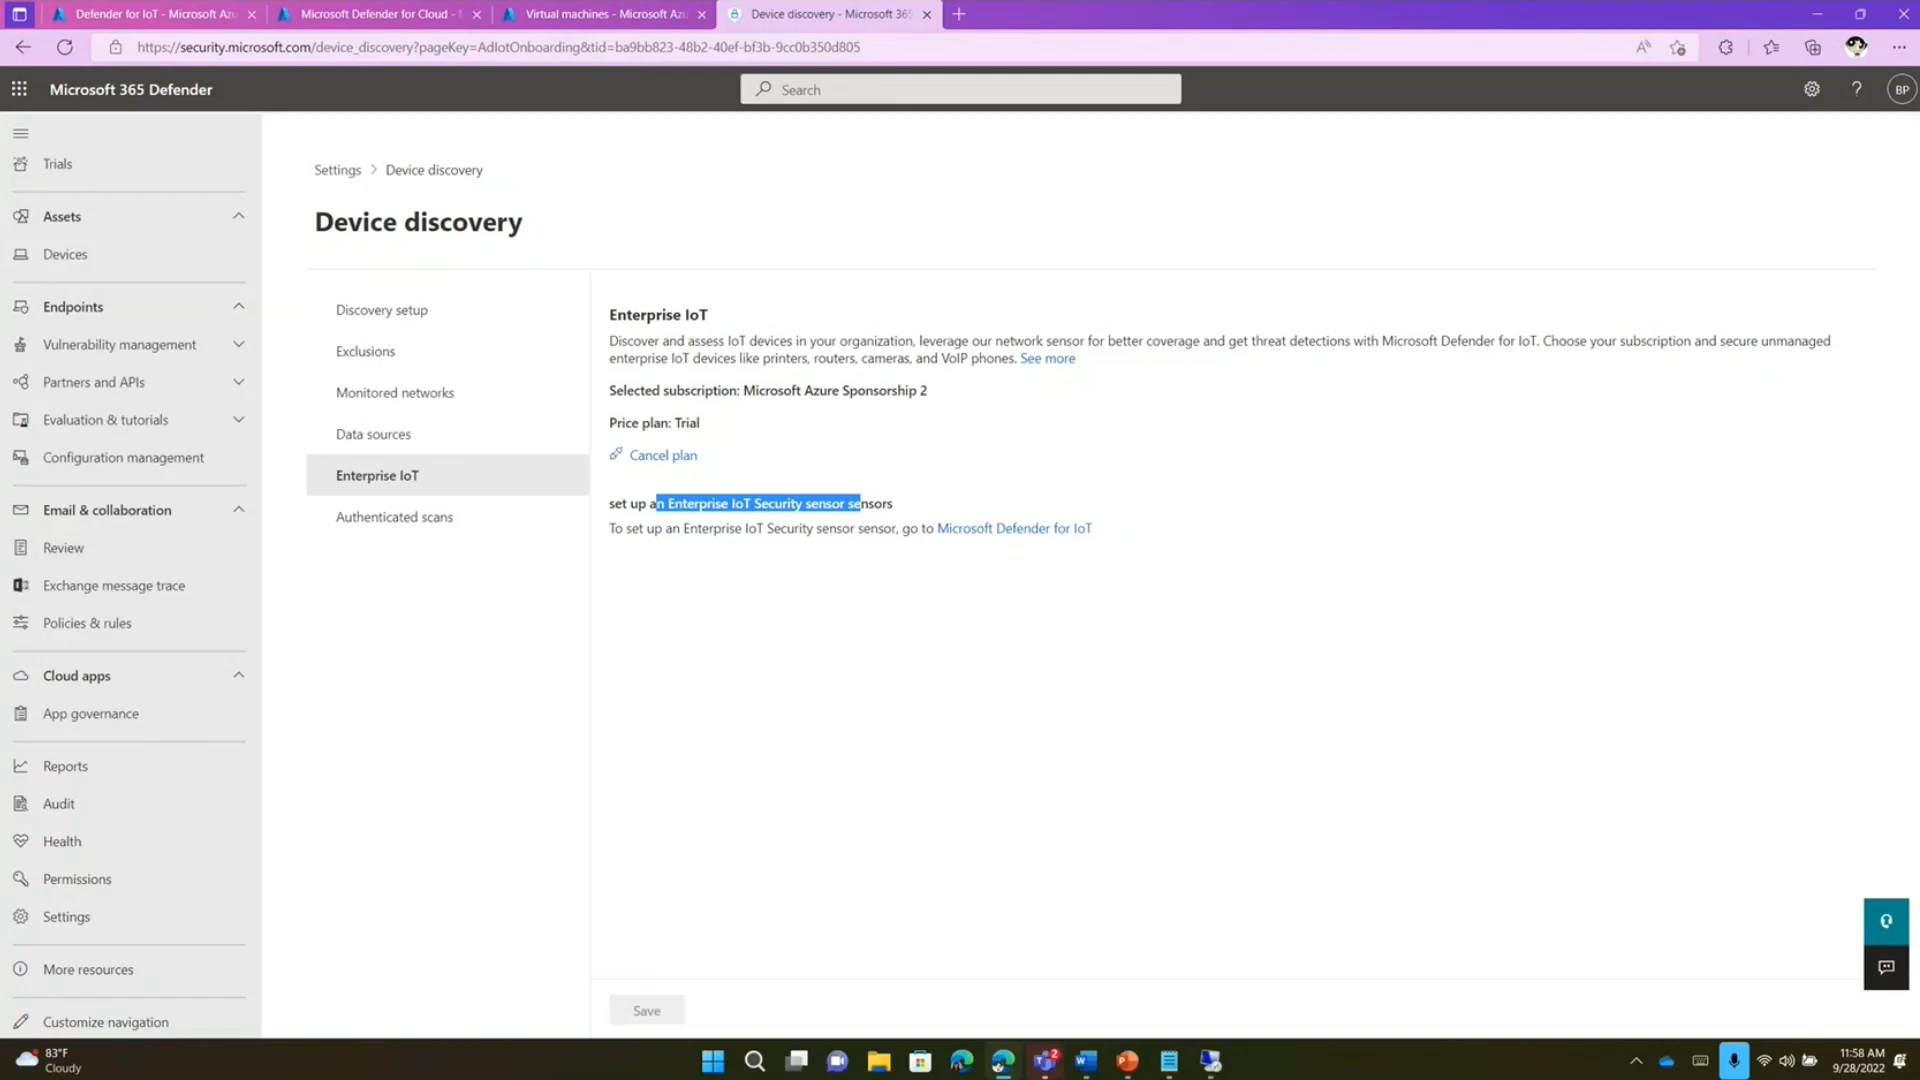 Defender for IoT - Microsoft Azu
Microsoft Defender for Cloud -
Virtual machines - Microsoft Azu
Device discovery - Microsoft 365
https://security.microsoft.com/device_discovery?pageKey=AdIotOnboarding&tid=ba9bb823-48b2-40ef-bf3b-9cc0b350d805
Microsoft 365 Defender
Search
BP
Trials
Assets
Devices
Endpoints
Vulnerability management
Partners and APIs
Evaluation & tutorials
Configuration management
Email & collaboration
Review
Exchange message trace
Policies & rules
Cloud apps
App governance
Reports
Audit
Health
Permissions
Settings
More resources
Customize navigation
Settings > Device discovery
Device discovery
Discovery setup
Exclusions
Monitored networks
Data sources
Enterprise IoT
Authenticated scans
Enterprise IoT
Discover and assess IoT devices in your organization, leverage our network sensor for better coverage and get threat detections with Microsoft Defender for IoT. Choose your subscription and secure unmanaged
enterprise IoT devices like printers, routers, cameras, and VoIP phones. See more
Selected subscription: Microsoft Azure Sponsorship 2
Price plan: Trial
Cancel plan
set up an Enterprise IoT Security sensor sensors
To set up an Enterprise IoT Security sensor sensor, go to Microsoft Defender for IoT
Save
83°F
Cloudy
2
11:58 AM
9/28/2022